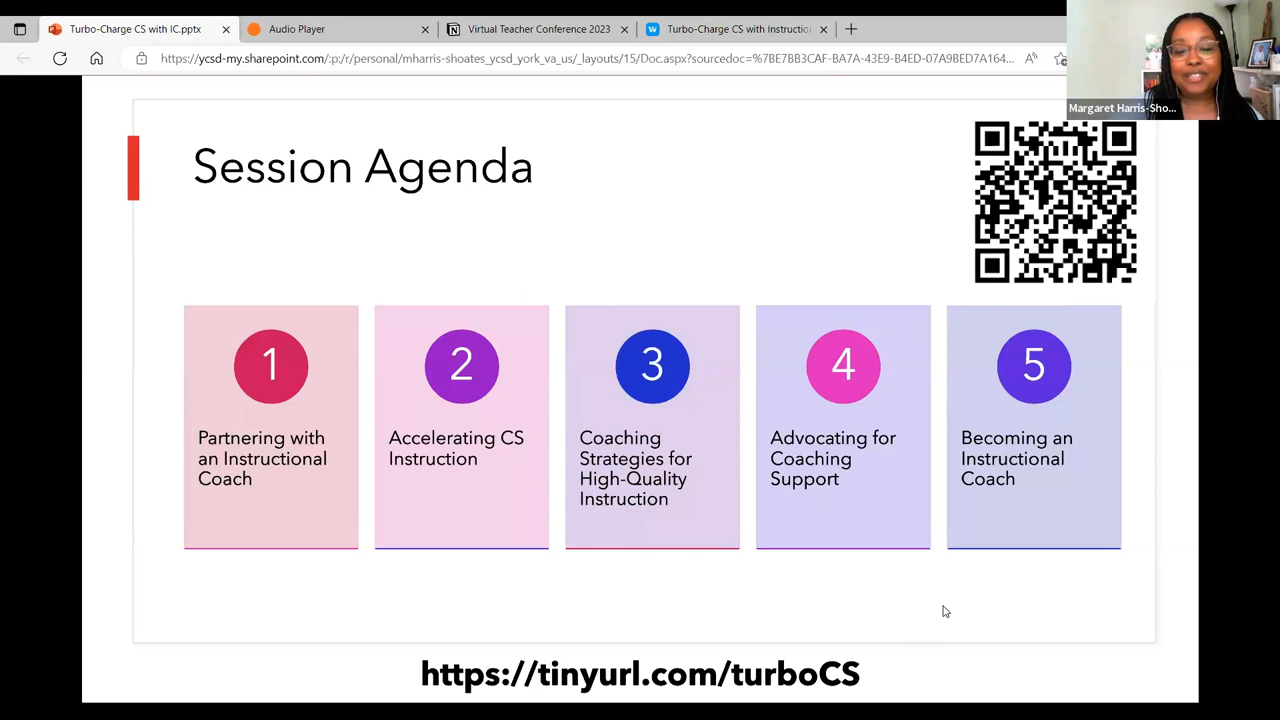 Turbo-Charge CS with IC.pptx
Audio Player
Virtual Teacher Conference 2023
Turbo-Charge CS with Instructio
https://ycsd-my.sharepoint.com/:p:/r/personal/mharris-shoates_ycsd_york_va_us/_layouts/15/Doc.aspx?sourcedoc=%7BE7BB3CAF-BA7A-43E9-B4ED-07A9BED7A164...
Margaret Harris-Sho...
Session Agenda
1
Partnering with
an Instructional
Coach
2
Accelerating CS
Instruction
3
Coaching
Strategies for
High-Quality
Instruction
4
Advocating for
Coaching
Support
5
Becoming an
Instructional
Coach
https://tinyurl.com/turboCS